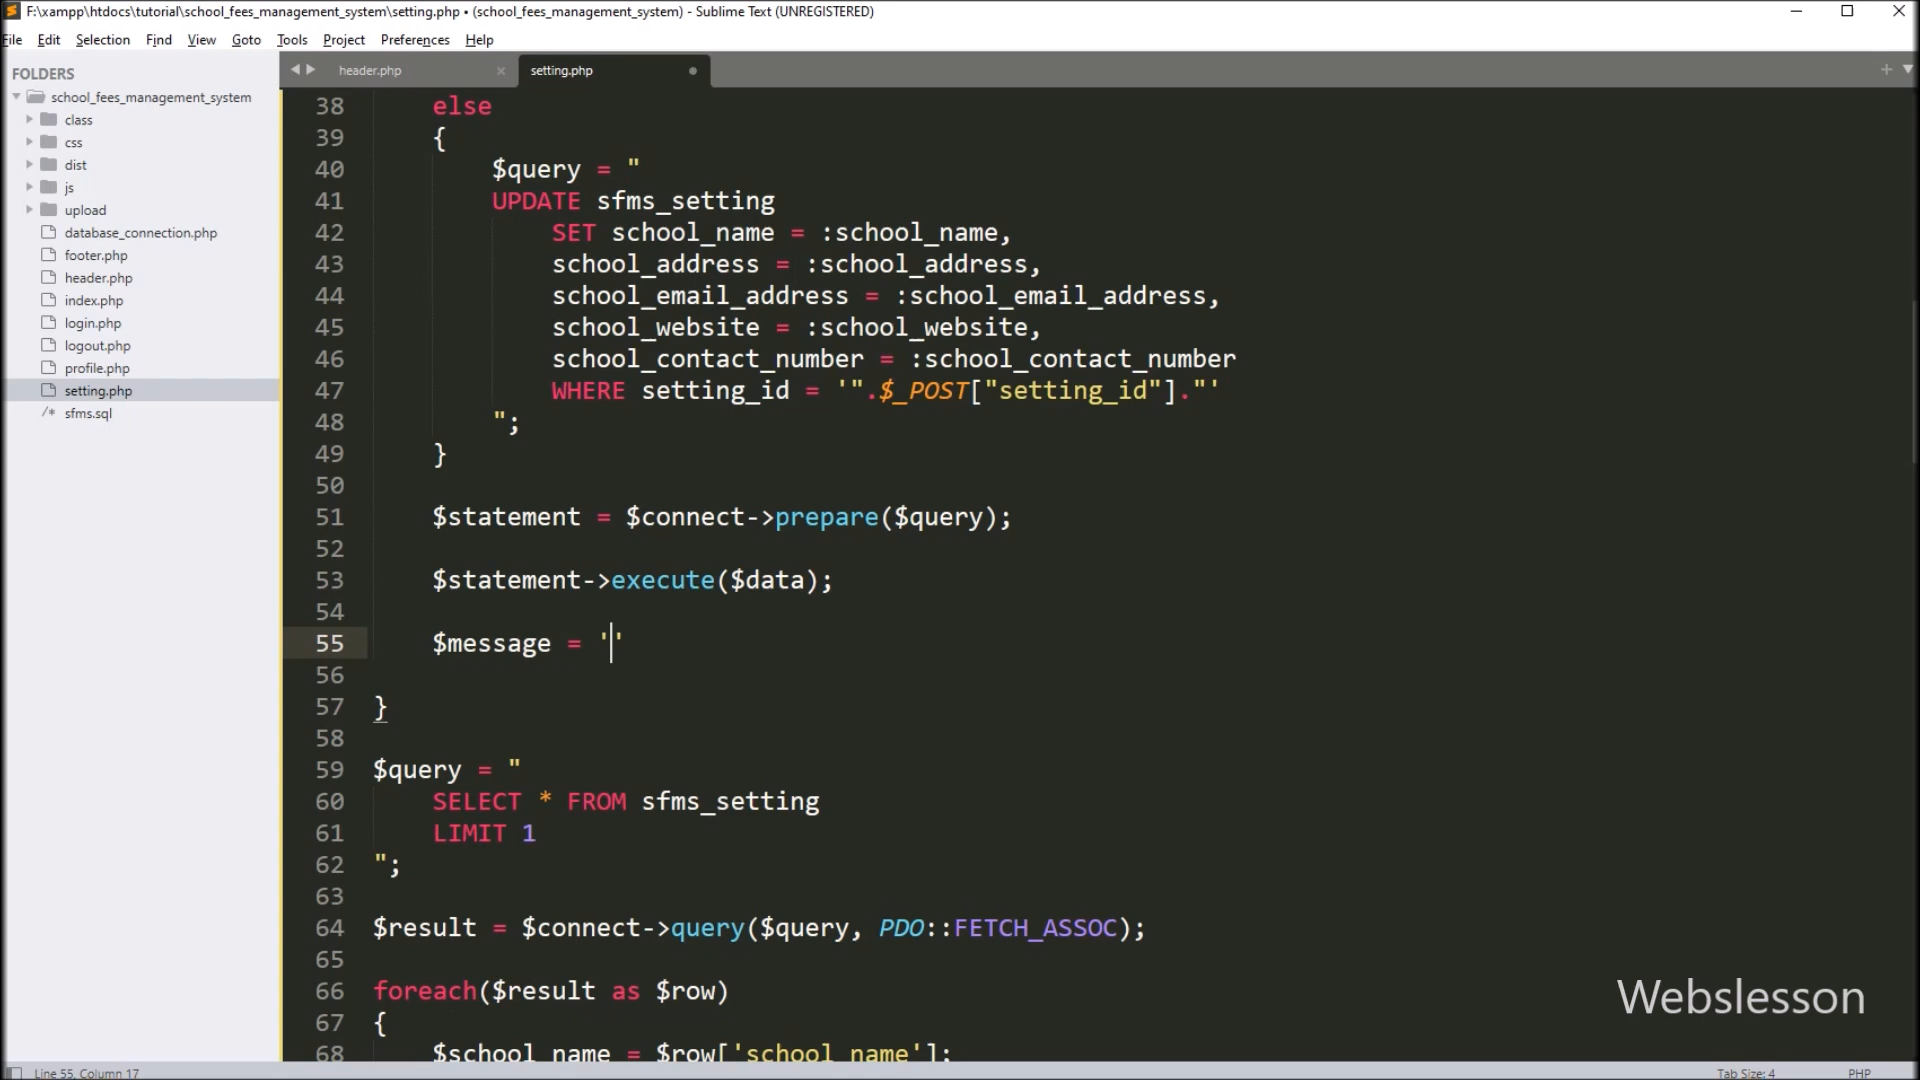 F:\xampp\htdocs\tutorial\school_fees_management_system\setting.php • (school_fees_management_system) - Sublime Text (UNREGISTERED)
File Edit Selection Find View Goto Tools Project Preferences Help
FOLDERS
school_fees_management_system
class
css
dist
js
upload
database_connection.php
footer.php
header.php
index.php
login.php
logout.php
profile.php
setting.php
/* sfms.sql
header.php × setting.php
38 else
39 {
40 $query = "
41 UPDATE sfms_setting
42 SET school_name = :school_name,
43 school_address = :school_address,
44 school_email_address = :school_email_address,
45 school_website = :school_website,
46 school_contact_number = :school_contact_number
47 WHERE setting_id = '".$_POST["setting_id"]."'
48 ";
49 }
50
51 $statement = $connect->prepare($query);
52
53 $statement->execute($data);
54
55 $message = ''
56
57 }
58
59 $query = "
60 SELECT * FROM sfms_setting
61 LIMIT 1
62 ";
63
64 $result = $connect->query($query, PDO::FETCH_ASSOC);
65
66 foreach($result as $row)
67 {
68 $school_name = $row['school_name'];
Webslesson
Line 55, Column 17
Tab Size: 4 PHP